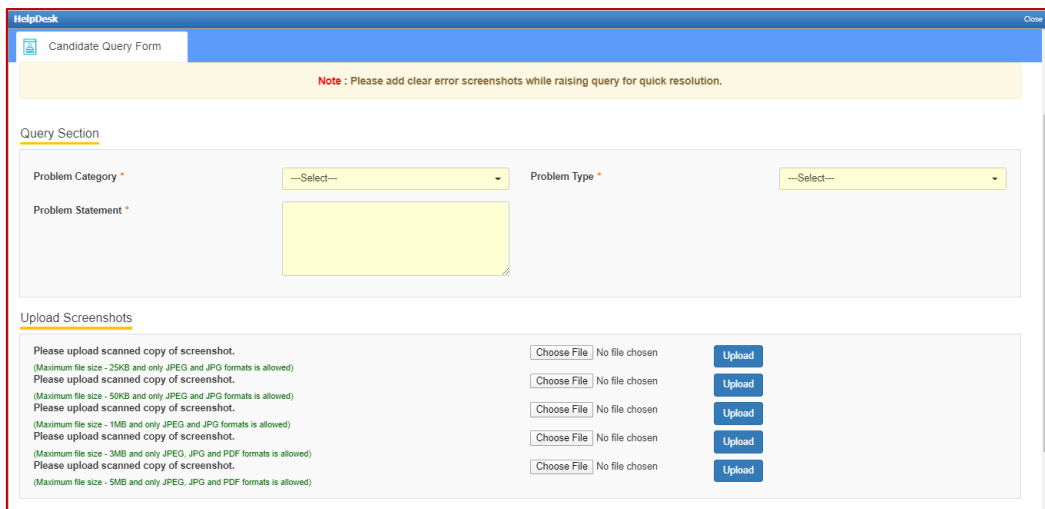 HelpDesk Close
Candidate Query Form
Note : Please add clear error screenshots while raising query for quick resolution.
Query Section
Problem Category * ---Select--- Problem Type * ---Select---
Problem Statement *
Upload Screenshots
Please upload scanned copy of screenshot. Choose File No file chosen Upload
(Maximum file size - 25KB and only JPEG and JPG formats is allowed)
Please upload scanned copy of screenshot. Choose File No file chosen Upload
(Maximum file size - 50KB and only JPEG and JPG formats is allowed)
Please upload scanned copy of screenshot. Choose File No file chosen Upload
(Maximum file size - 1MB and only JPEG and JPG formats is allowed)
Please upload scanned copy of screenshot. Choose File No file chosen Upload
(Maximum file size - 3MB and only JPEG, JPG and PDF formats is allowed)
Please upload scanned copy of screenshot. Choose File No file chosen Upload
(Maximum file size - 5MB and only JPEG, JPG and PDF formats is allowed)